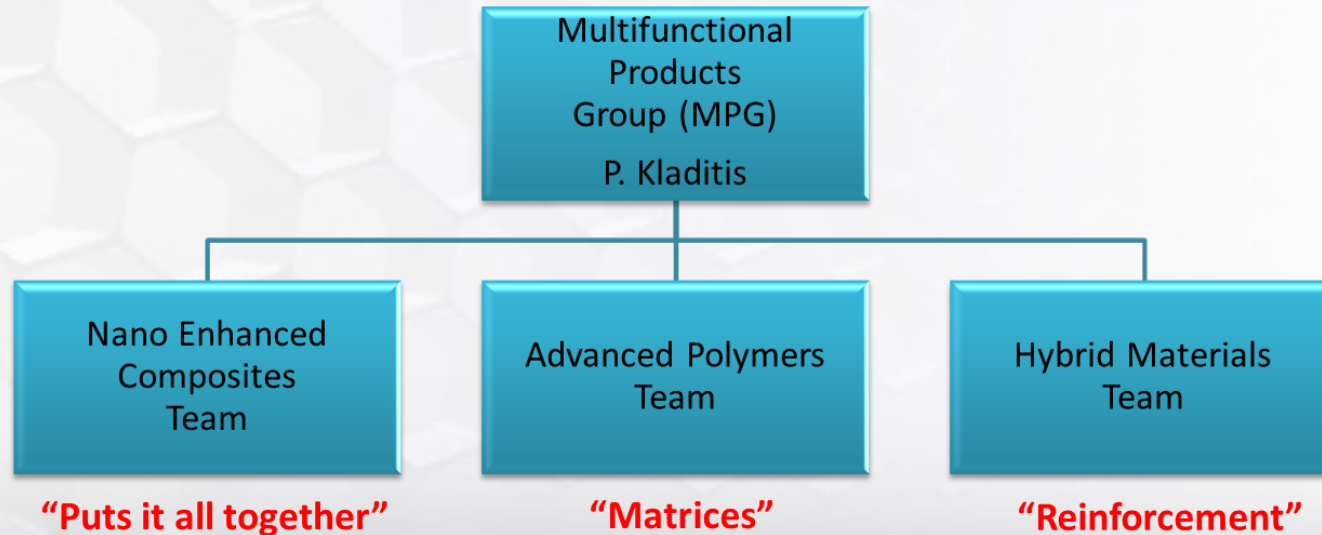 Multifunctional
Products
Group (MPG)
P. Kladitis
Nano Enhanced
Composites
Team
Advanced Polymers
Team
Hybrid Materials
Team
“Puts it all together”
“Matrices”
“Reinforcement”